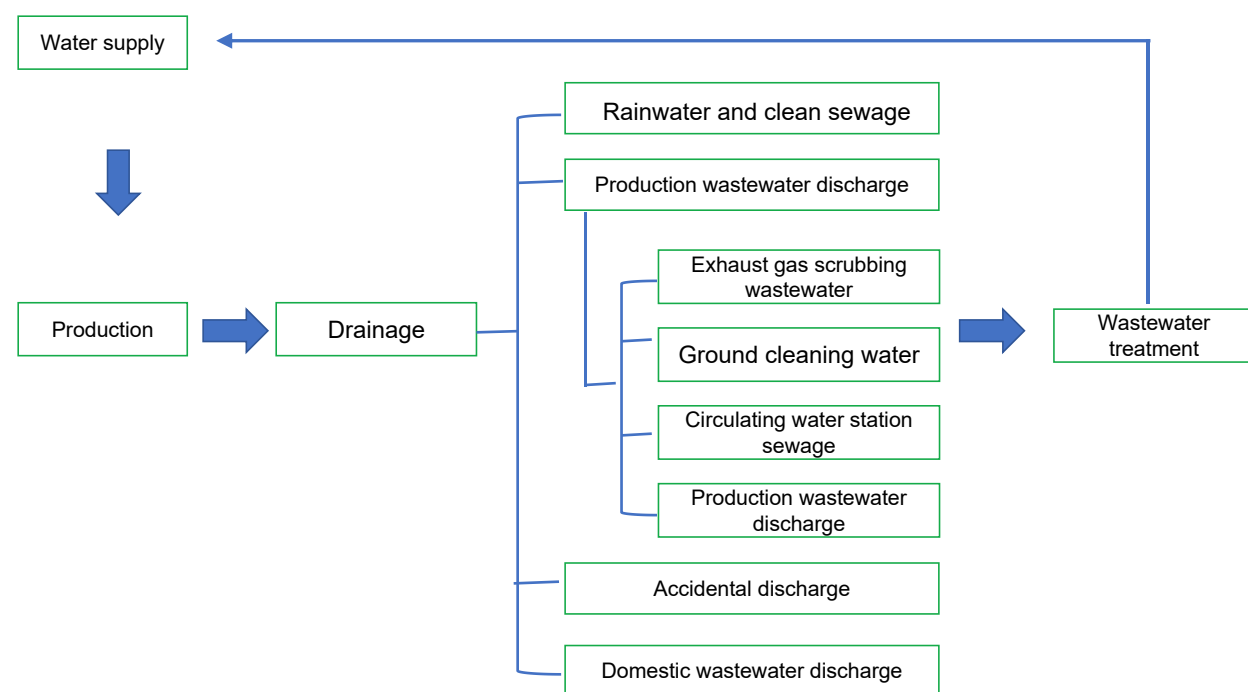 Water supply
Rainwater and clean sewage
Production wastewater discharge
Exhaust gas scrubbing
wastewater
Production
Drainage
Ground cleaning water
Wastewater
treatment
Circulating water station
sewage
Production wastewater
discharge
Accidental discharge
Domestic wastewater discharge